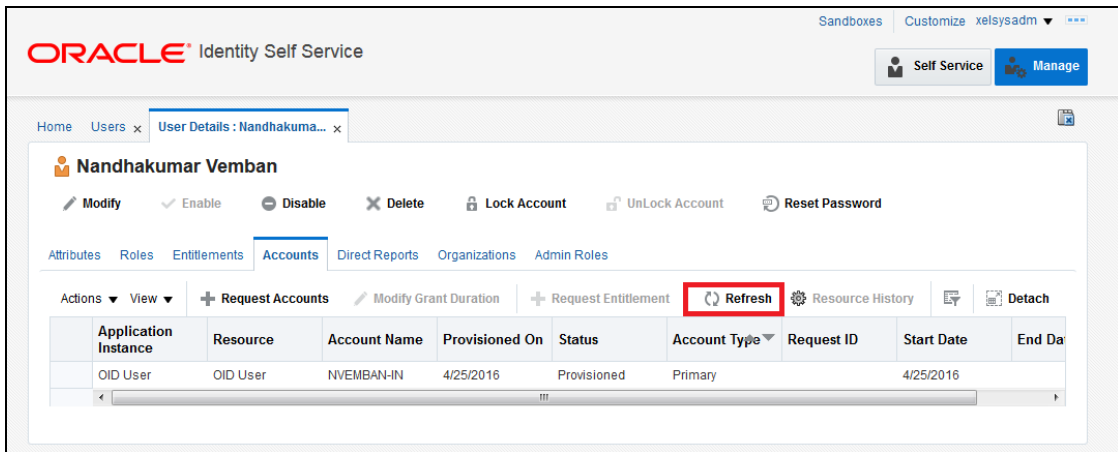 Sandboxes Customize xelsysadm
ORACLE® Identity Self Service
Self Service Manage
Home Users x User Details : Nandhakuma... x
Nandhakumar Vemban
Modify Enable Disable Delete Lock Account UnLock Account Reset Password
Attributes Roles Entitlements Accounts Direct Reports Organizations Admin Roles
Actions View Request Accounts Modify Grant Duration Request Entitlement Refresh Resource History Detach
Application Instance Resource Account Name Provisioned On Status Account Type Request ID Start Date End Da
OID User OID User NVEMBAN-IN 4/25/2016 Provisioned Primary 4/25/2016